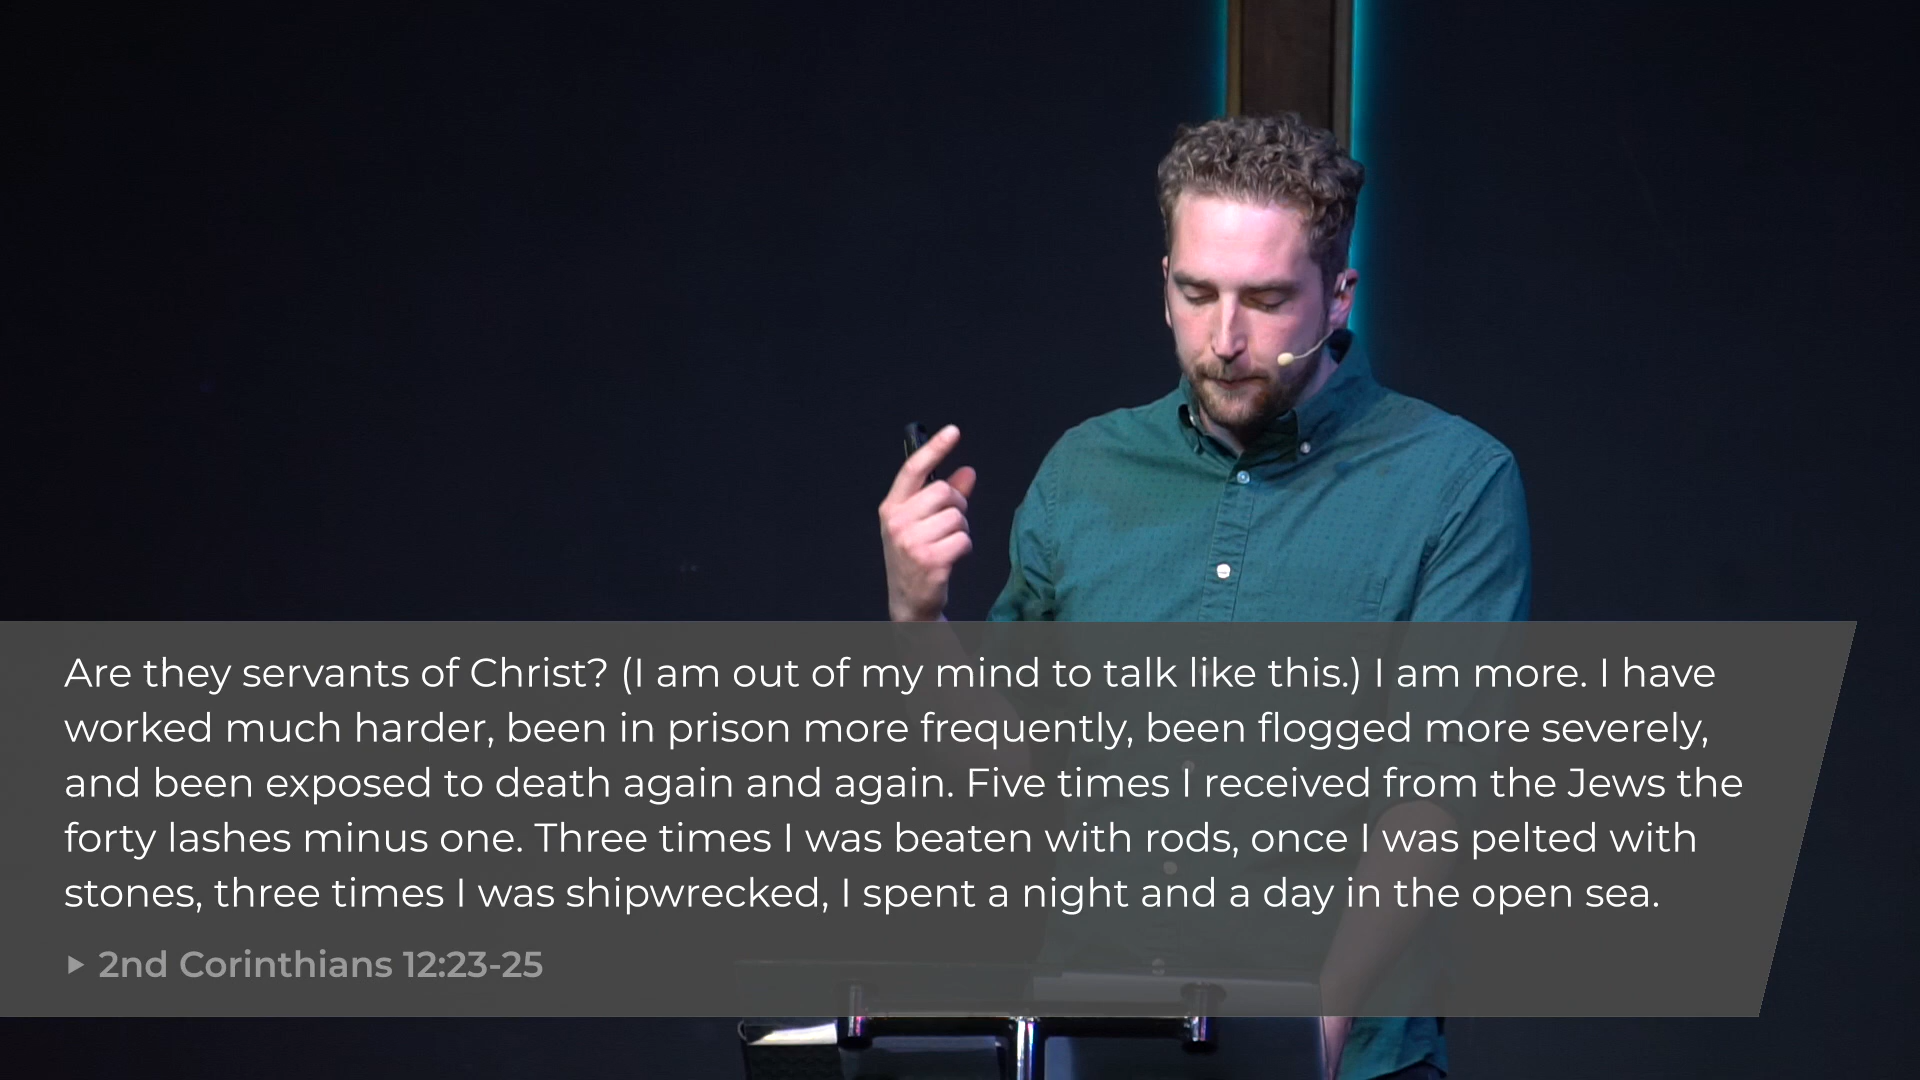 Are they servants of Christ? (I am out of my mind to talk like this.) I am more. I have
worked much harder, been in prison more frequently, been flogged more severely,
and been exposed to death again and again. Five times I received from the Jews the
forty lashes minus one. Three times I was beaten with rods, once I was pelted with
stones, three times I was shipwrecked, I spent a night and a day in the open sea.
2nd Corinthians 12:23-25